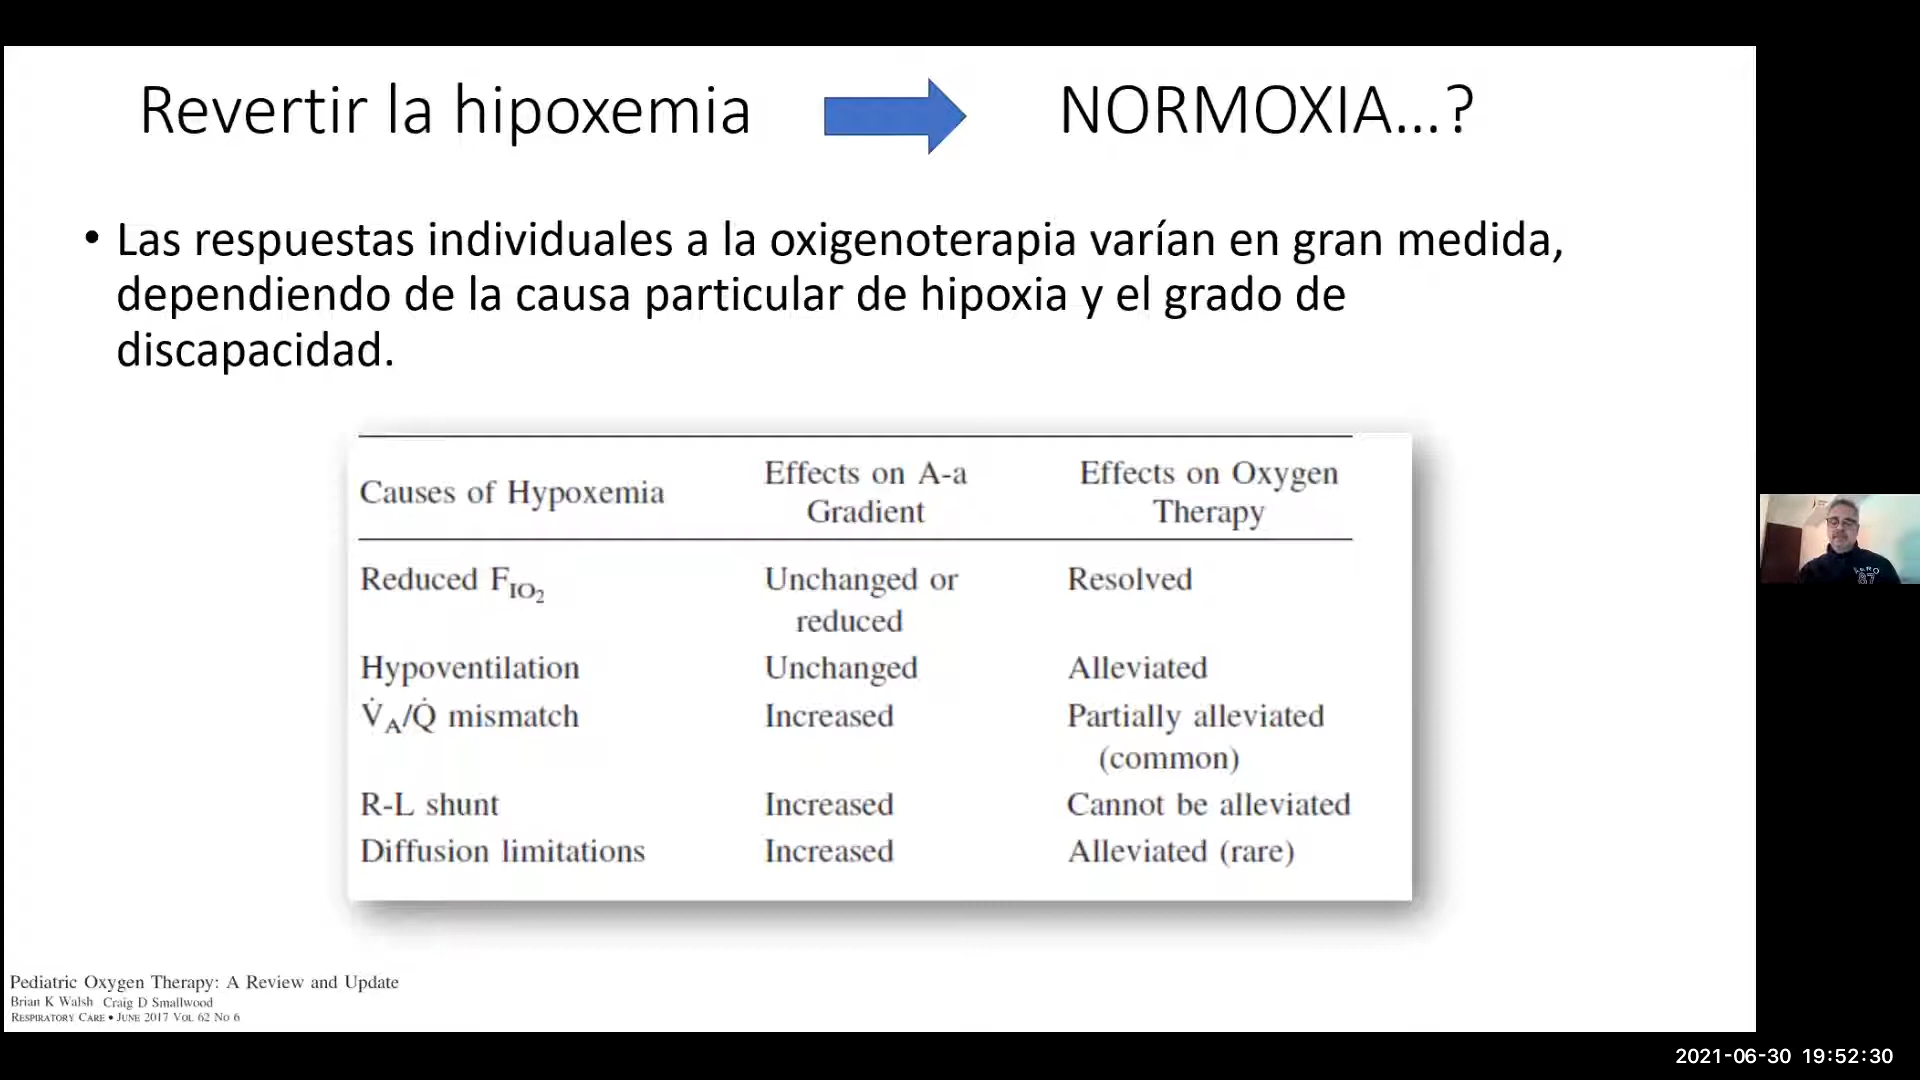 Revertir la hipoxemia NORMOXIA...?
• Las respuestas individuales a la oxigenoterapia varían en gran medida,
dependiendo de la causa particular de hipoxia y el grado de
discapacidad.
Causes of Hypoxemia Effects on A-a Gradient Effects on Oxygen Therapy
Reduced FIO2 Unchanged or reduced Resolved
Hypoventilation Unchanged Alleviated
V̇A/Q̇ mismatch Increased Partially alleviated (common)
R-L shunt Increased Cannot be alleviated
Diffusion limitations Increased Alleviated (rare)
Pediatric Oxygen Therapy: A Review and Update
Brian K Walsh Craig D Smallwood
RESPIRATORY CARE • JUNE 2017 VOL 62 NO 6
87
2021-06-30 19:52:30